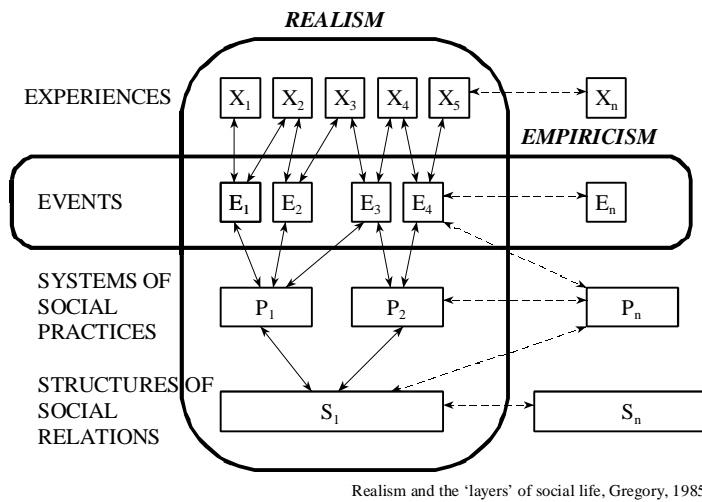 REALISM
EXPERIENCES X₁ X₂ X₃ X₄ X₅ Xₙ
EMPIRICISM
EVENTS E₁ E₂ E₃ E₄ Eₙ
SYSTEMS OF
SOCIAL
PRACTICES
P₁ P₂ Pₙ
STRUCTURES OF
SOCIAL
RELATIONS
S₁ Sₙ
Realism and the ‘layers’ of social life, Gregory, 1985